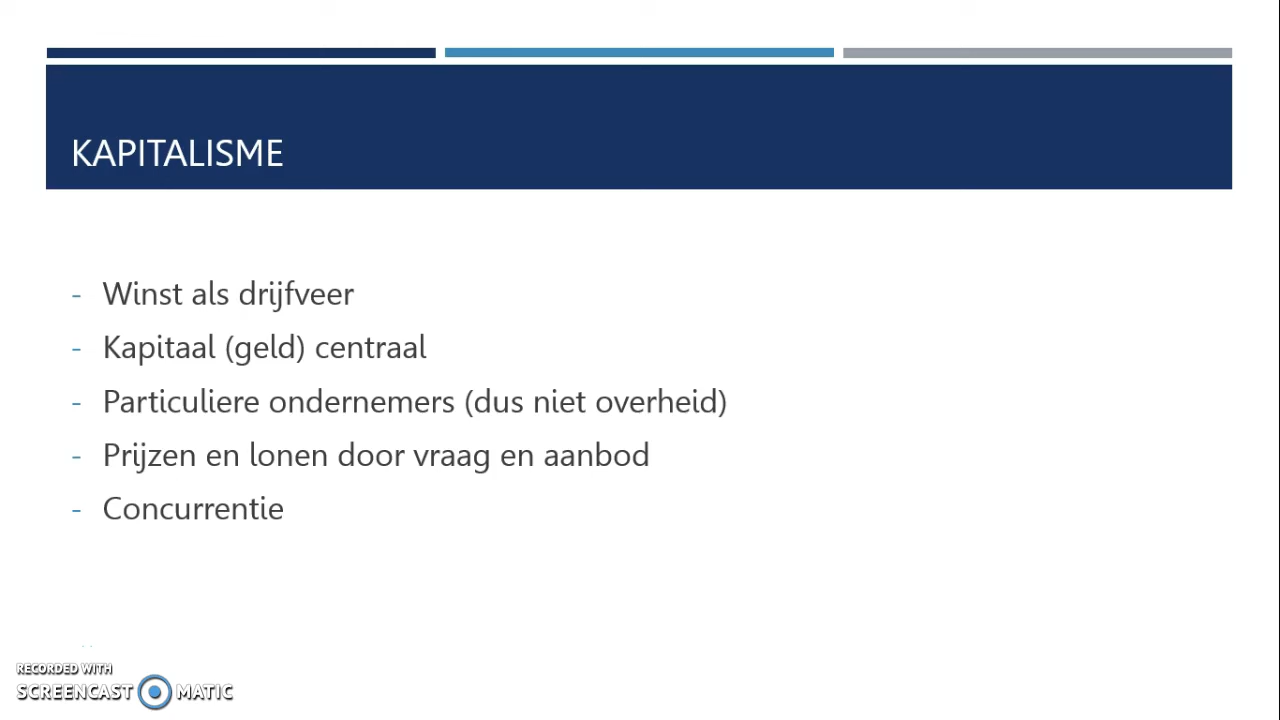 KAPITALISME
- Winst als drijfveer
- Kapitaal (geld) centraal
- Particuliere ondernemers (dus niet overheid)
- Prijzen en lonen door vraag en aanbod
- Concurrentie
RECORDED WITH
SCREENCAST MATIC